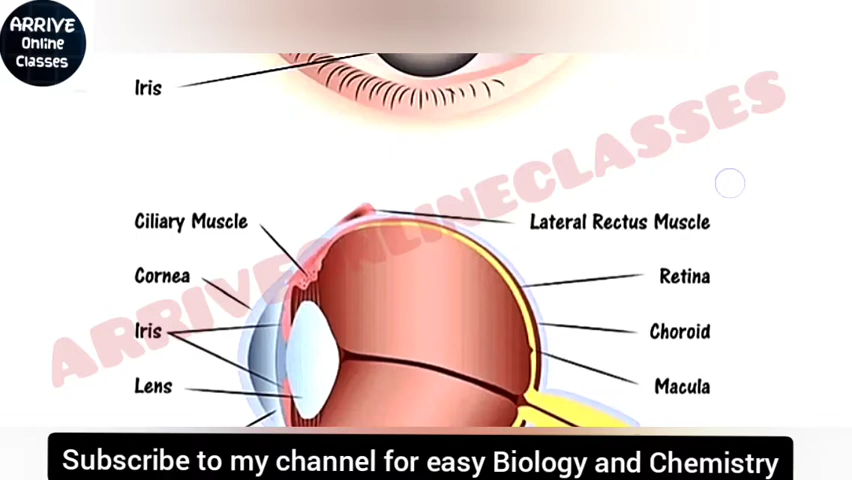 ARRIVE
Online
Classes
Iris
ARRIVEONLINECLASSES
Ciliary Muscle
Lateral Rectus Muscle
Cornea
Retina
Iris
Choroid
Lens
Macula
Subscribe to my channel for easy Biology and Chemistry